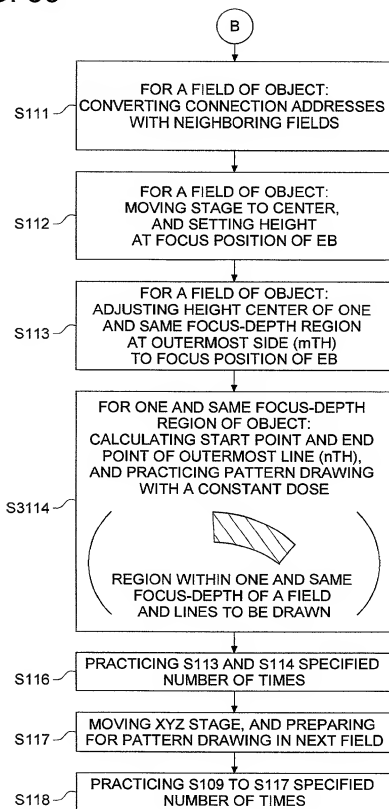 B
FOR A FIELD OF OBJECT:
CONVERTING CONNECTION ADDRESSES
WITH NEIGHBORING FIELDS
S111
FOR A FIELD OF OBJECT:
MOVING STAGE TO CENTER,
AND SETTING HEIGHT
AT FOCUS POSITION OF EB
S112
FOR A FIELD OF OBJECT:
ADJUSTING HEIGHT CENTER OF ONE
AND SAME FOCUS-DEPTH REGION
AT OUTERMOST SIDE (mTH)
TO FOCUS POSITION OF EB
S113
FOR ONE AND SAME FOCUS-DEPTH
REGION OF OBJECT:
CALCULATING START POINT AND END
POINT OF OUTERMOST LINE (nTH),
AND PRACTICING PATTERN DRAWING
WITH A CONSTANT DOSE
S3114
REGION WITHIN ONE AND SAME
FOCUS-DEPTH OF A FIELD
AND LINES TO BE DRAWN
PRACTICING S113 AND S114 SPECIFIED
NUMBER OF TIMES
S116
MOVING XYZ STAGE, AND PREPARING
FOR PATTERN DRAWING IN NEXT FIELD
S117
PRACTICING S109 TO S117 SPECIFIED
NUMBER OF TIMES
S118